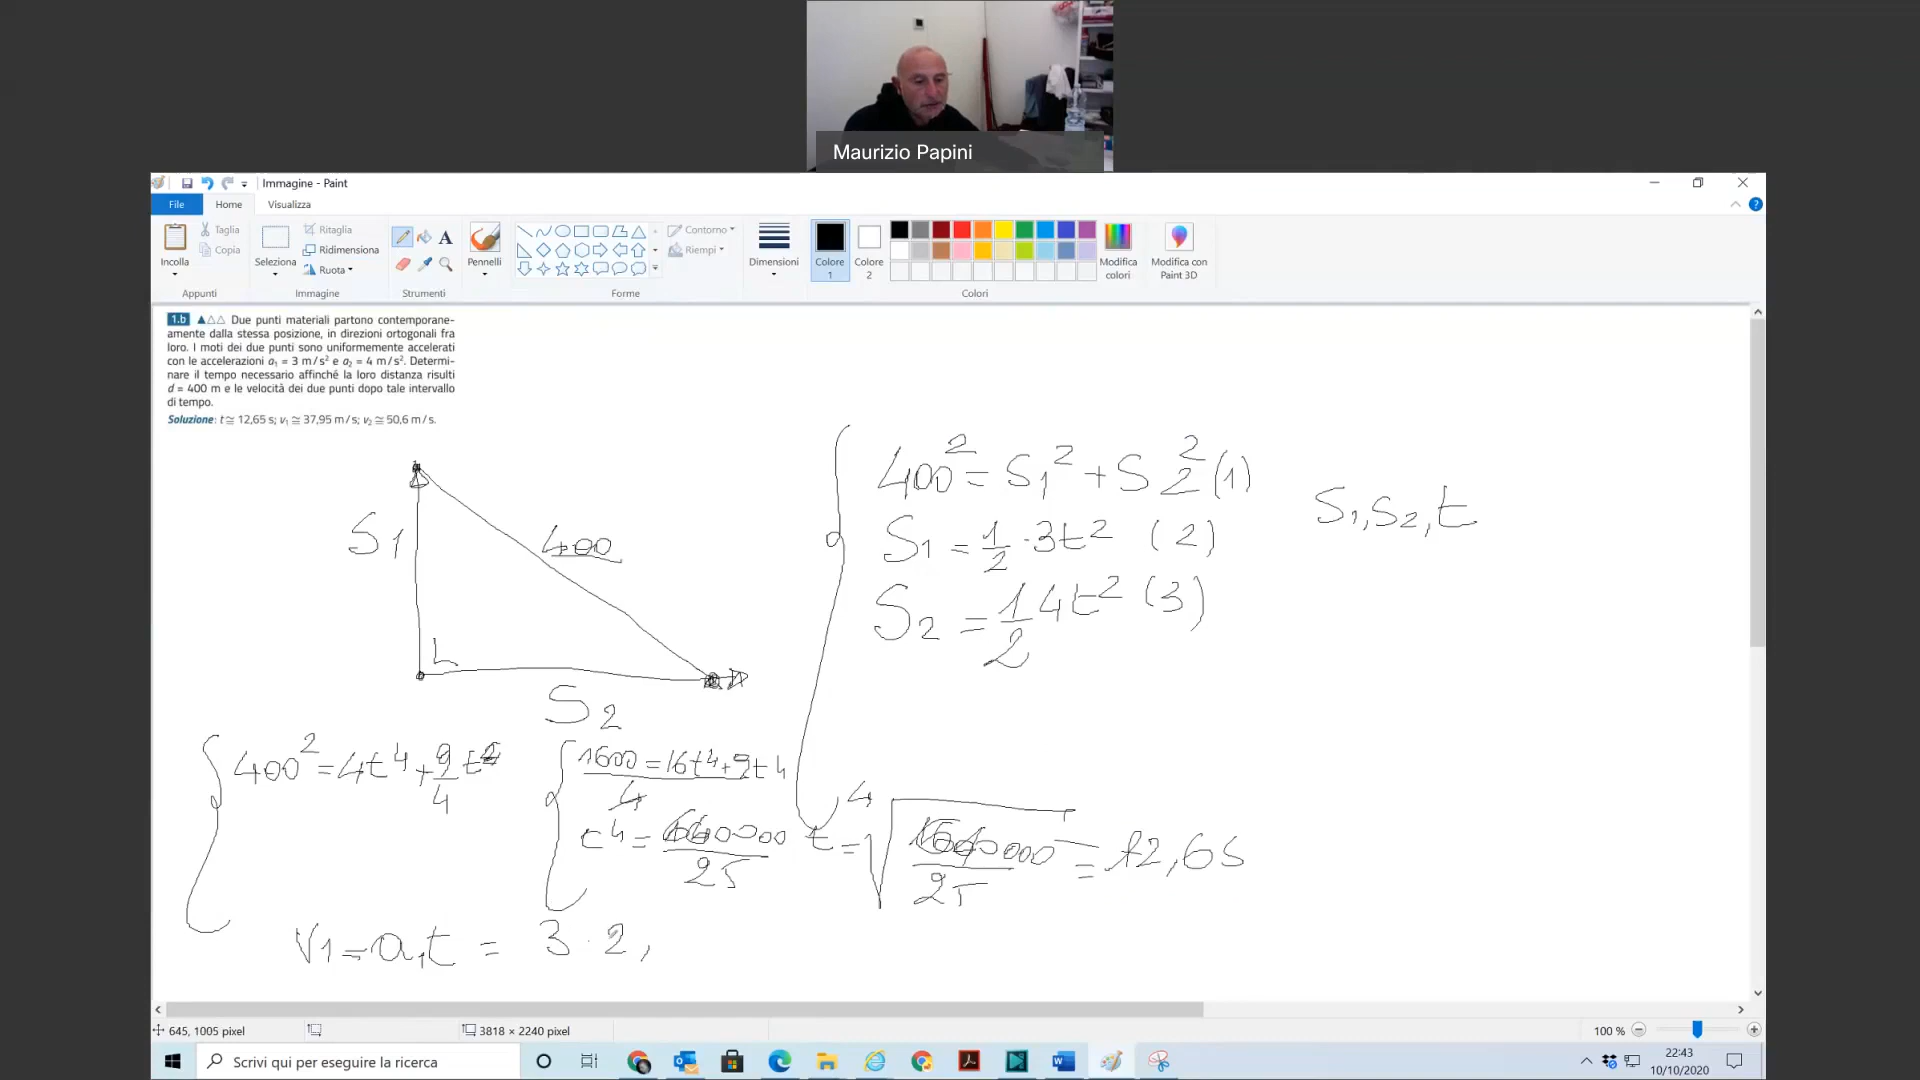 Maurizio Papini
Immagine - Paint
File Home Visualizza
Incolla
Taglia
Copia
Appunti
Seleziona
Ritaglia
Ridimensiona
Ruota
Immagine
Strumenti
Pennelli
Contorno
Riempi
Forme
Dimensioni
Colore 1
Colore 2
Modifica colori
Modifica con Paint 3D
Colori
1.b ▲△△ Due punti materiali partono contemporane-
amente dalla stessa posizione, in direzioni ortogonali fra
loro. I moti dei due punti sono uniformemente accelerati
con le accelerazioni a₁ = 3 m/s² e a₂ = 4 m/s². Determi-
nare il tempo necessario affinché la loro distanza risulti
d = 400 m e le velocità dei due punti dopo tale intervallo
di tempo.
Soluzione: t ≅ 12,65 s; v₁ ≅ 37,95 m/s; v₂ ≅ 50,6 m/s.
S1
400
S2
400² = S1² + S2² (1)
S1 = 1/2 · 3t² (2)
S2 = 1/2 4t² (3)
S1, S2, t
400² = 4t⁴ + 9/4
1600 = 16t⁴ + 9t⁴
4
t⁴ =
25
t = ⁴√
25
= 12,6s
V1 = a1t = 3 · 2,
645, 1005 pixel
3818 × 2240 pixel
100 %
Scrivi qui per eseguire la ricerca
22:43
10/10/2020